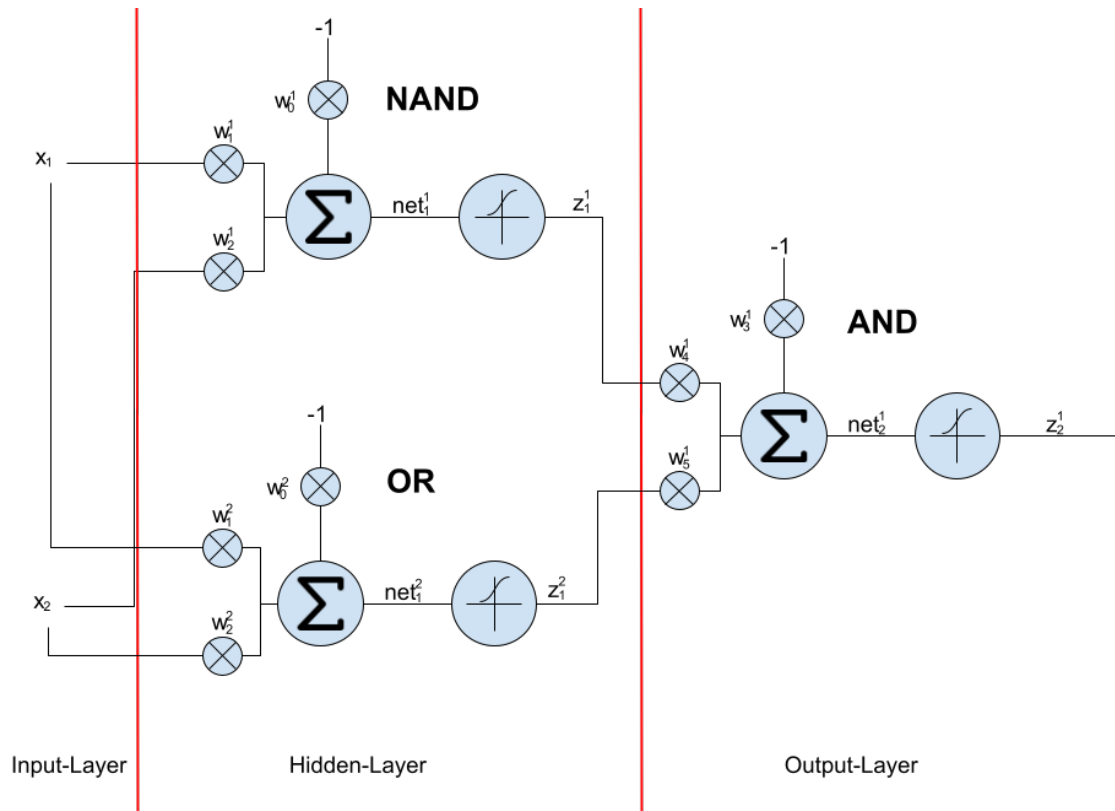 -1
w₀¹
NAND
w₁¹
x₁
Σ
net₁¹
z₁¹
w₂¹
-1
w₃¹
AND
w₄¹
Σ
net₂¹
z₂¹
w₅¹
-1
w₀²
OR
w₁²
x₂
Σ
net₁²
z₁²
w₂²
Input-Layer
Hidden-Layer
Output-Layer